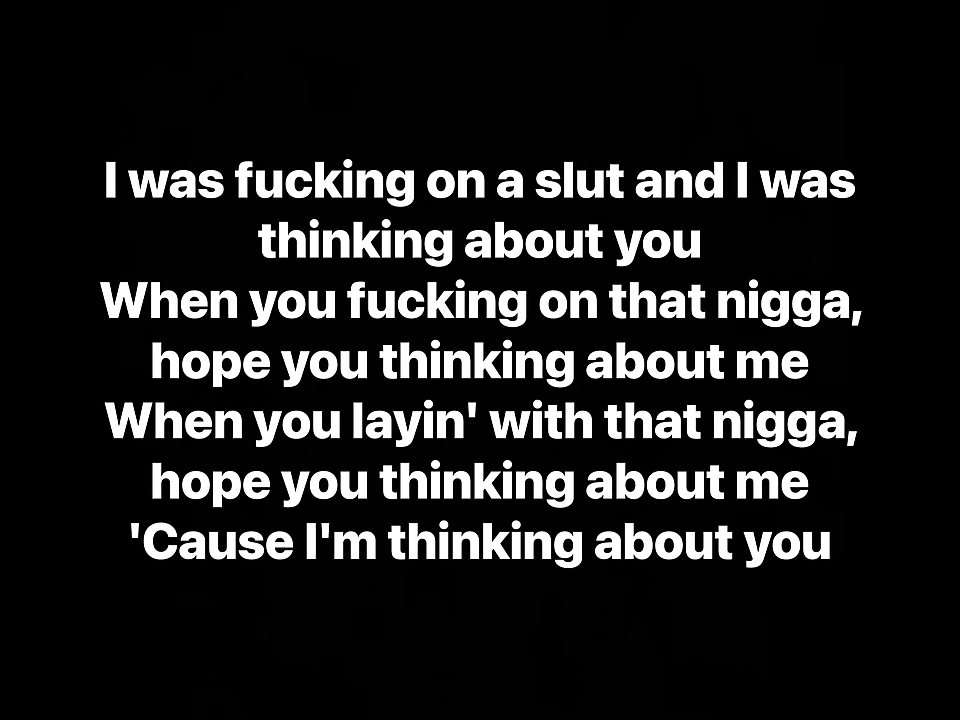 I was fucking on a slut and I was
thinking about you
When you fucking on that nigga,
hope you thinking about me
When you layin' with that nigga,
hope you thinking about me
'Cause I'm thinking about you